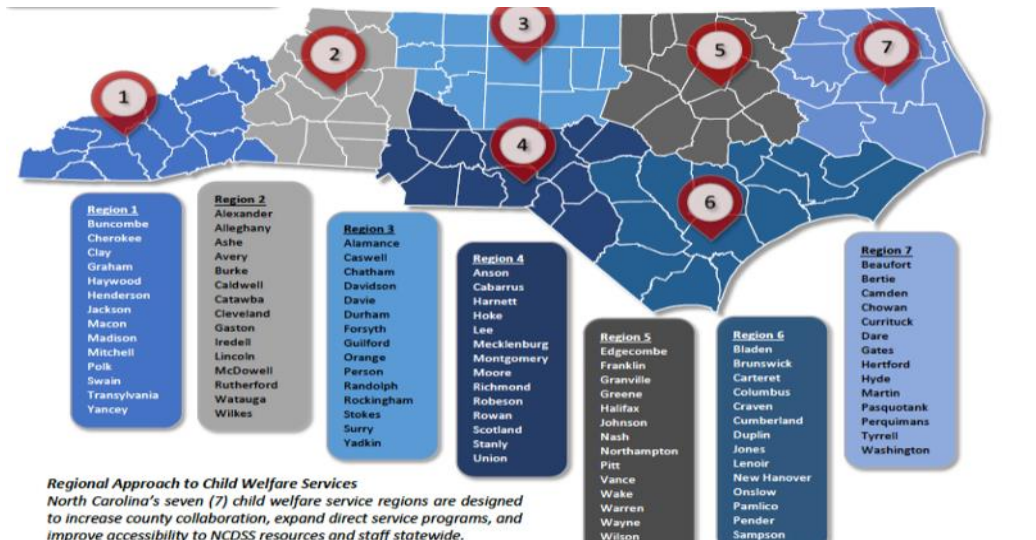 1
2
3
4
5
6
7
Region 1
Buncombe
Cherokee
Clay
Graham
Haywood
Henderson
Jackson
Macon
Madison
Mitchell
Polk
Swain
Transylvania
Yancey
Region 2
Alexander
Alleghany
Ashe
Avery
Burke
Caldwell
Catawba
Cleveland
Gaston
Iredell
Lincoln
McDowell
Rutherford
Watauga
Wilkes
Region 3
Alamance
Caswell
Chatham
Davidson
Davie
Durham
Forsyth
Guilford
Orange
Person
Randolph
Rockingham
Stokes
Surry
Yadkin
Region 4
Anson
Cabarrus
Harnett
Hoke
Lee
Mecklenburg
Montgomery
Moore
Richmond
Robeson
Rowan
Scotland
Stanly
Union
Region 5
Edgecombe
Franklin
Granville
Greene
Halifax
Johnson
Nash
Northampton
Pitt
Vance
Wake
Warren
Wayne
Wilson
Region 6
Bladen
Brunswick
Carteret
Columbus
Craven
Cumberland
Duplin
Jones
Lenoir
New Hanover
Onslow
Pamlico
Pender
Sampson
Region 7
Beaufort
Bertie
Camden
Chowan
Currituck
Dare
Gates
Hertford
Hyde
Martin
Pasquotank
Perquimans
Tyrrell
Washington
Regional Approach to Child Welfare Services
North Carolina's seven (7) child welfare service regions are designed
to increase county collaboration, expand direct service programs, and
improve accessibility to NCDSS resources and staff statewide.